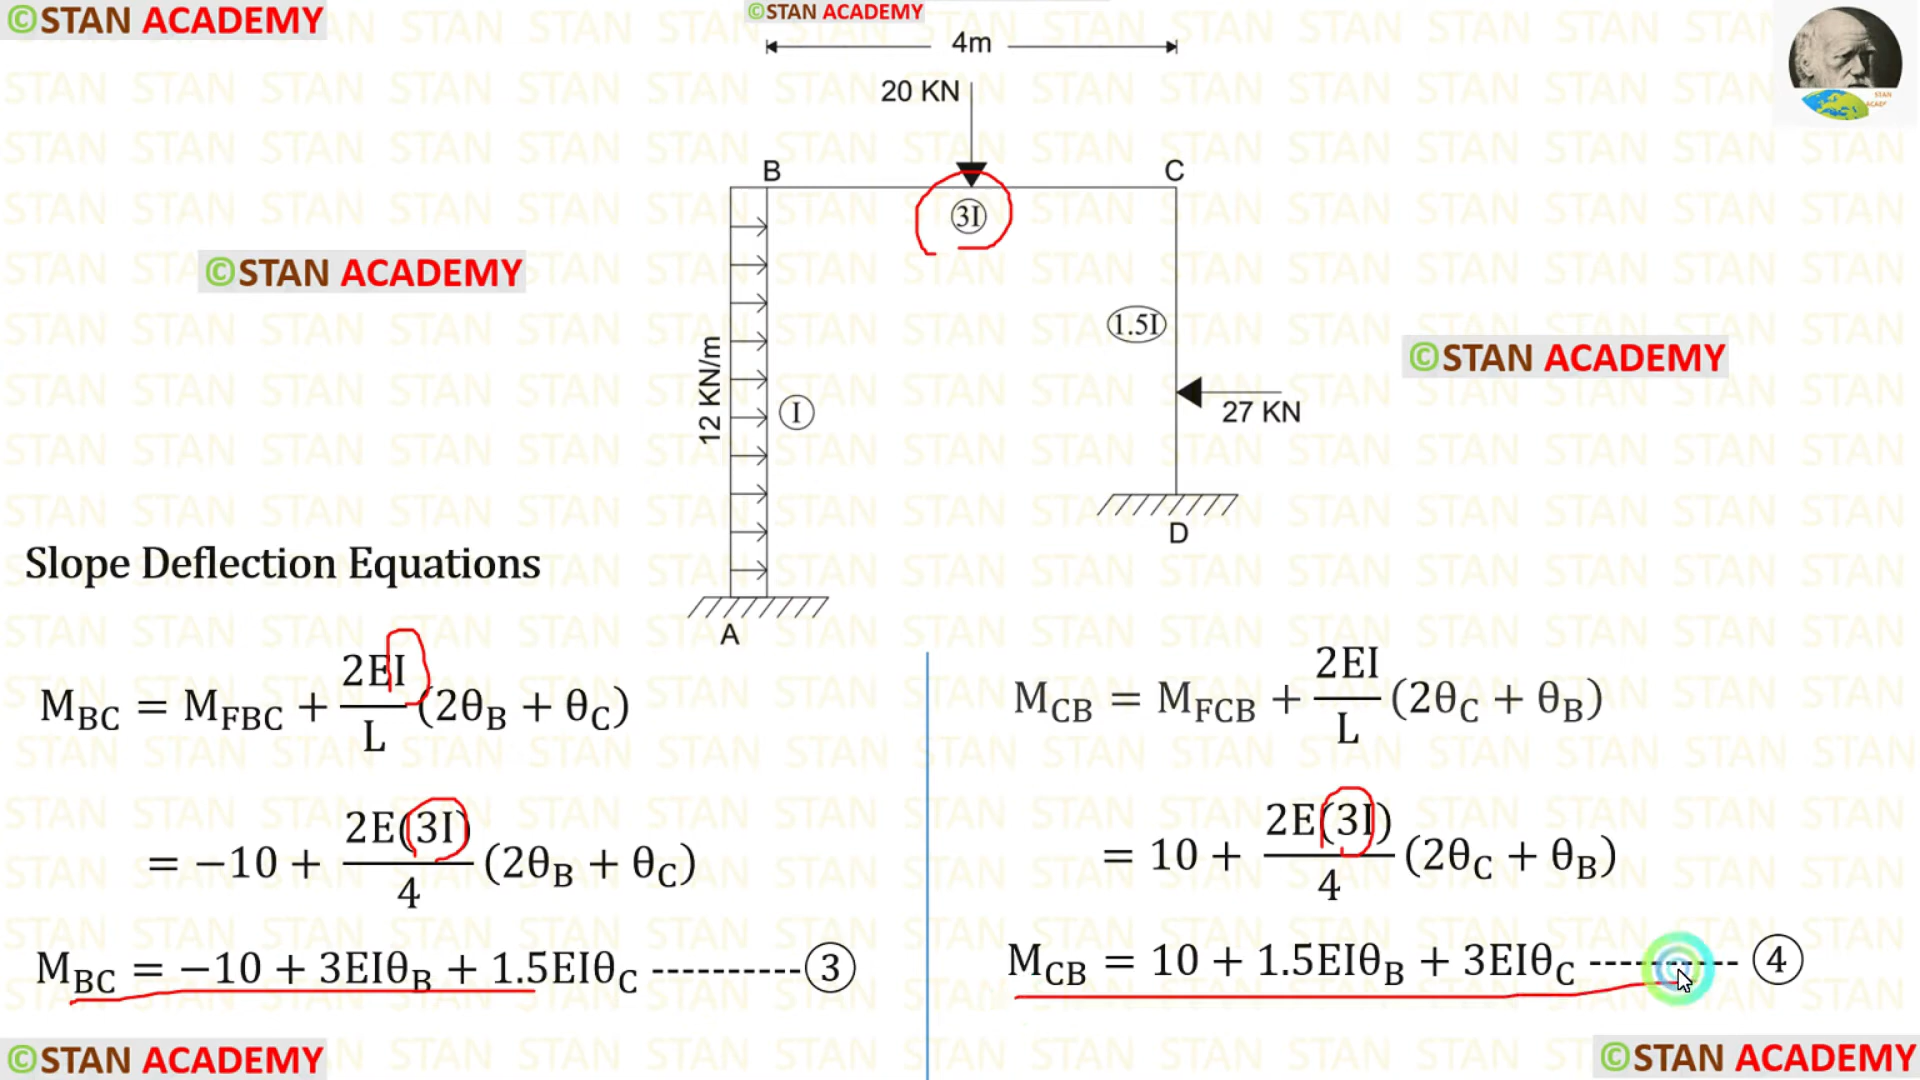 ©STAN ACADEMY
©STAN ACADEMY
4m
20 KN
B
C
3I
©STAN ACADEMY
1.5I
©STAN ACADEMY
12 KN/m
I
27 KN
D
A
Slope Deflection Equations
M_BC = M_FBC + 2EI/L (2θ_B + θ_C)
= −10 + 2E(3I)/4 (2θ_B + θ_C)
M_BC = −10 + 3EIθ_B + 1.5EIθ_C ---------- ③
M_CB = M_FCB + 2EI/L (2θ_C + θ_B)
= 10 + 2E(3I)/4 (2θ_C + θ_B)
M_CB = 10 + 1.5EIθ_B + 3EIθ_C ---------- ④
©STAN ACADEMY
©STAN ACADEMY